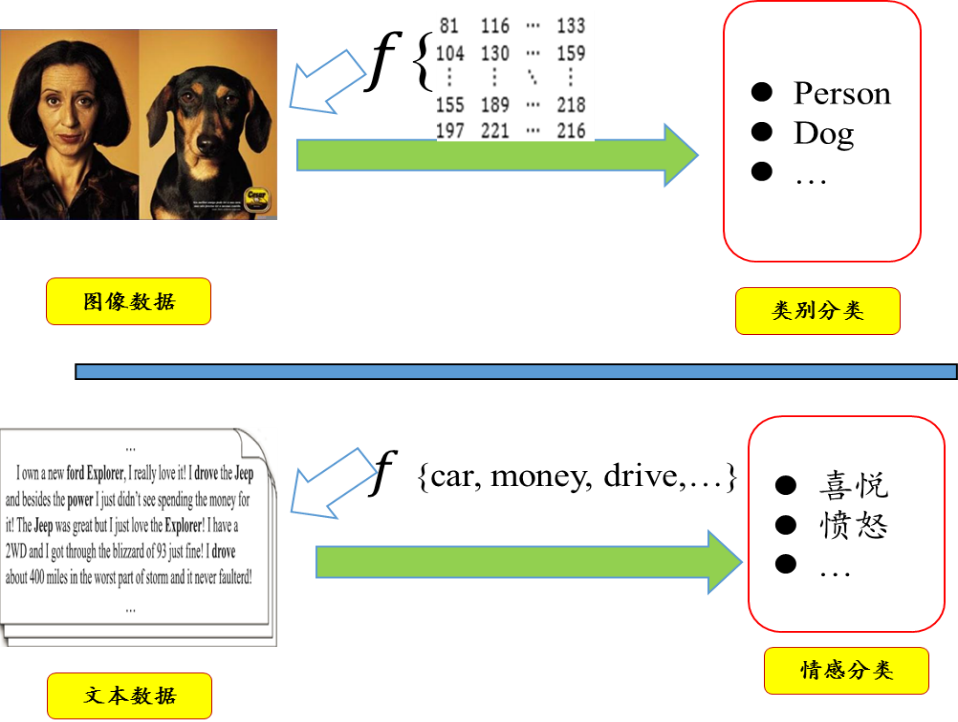 f {
81 116 … 133
104 130 … 159
⋮ ⋮ ⋱ ⋮
155 189 … 218
197 221 … 216
● Person
● Dog
● …
Cesar
图像数据
类别分类
…
I own a new ford Explorer, I really love it! I drove the Jeep
and besides the power I just didn't see spending the money for
it! The Jeep was great but I just love the Explorer! I have a
2WD and I got through the blizzard of 93 just fine! I drove
about 400 miles in the worst part of storm and it never faulterd!
…
f {car, money, drive,…}
● 喜悦
● 愤怒
● …
文本数据
情感分类